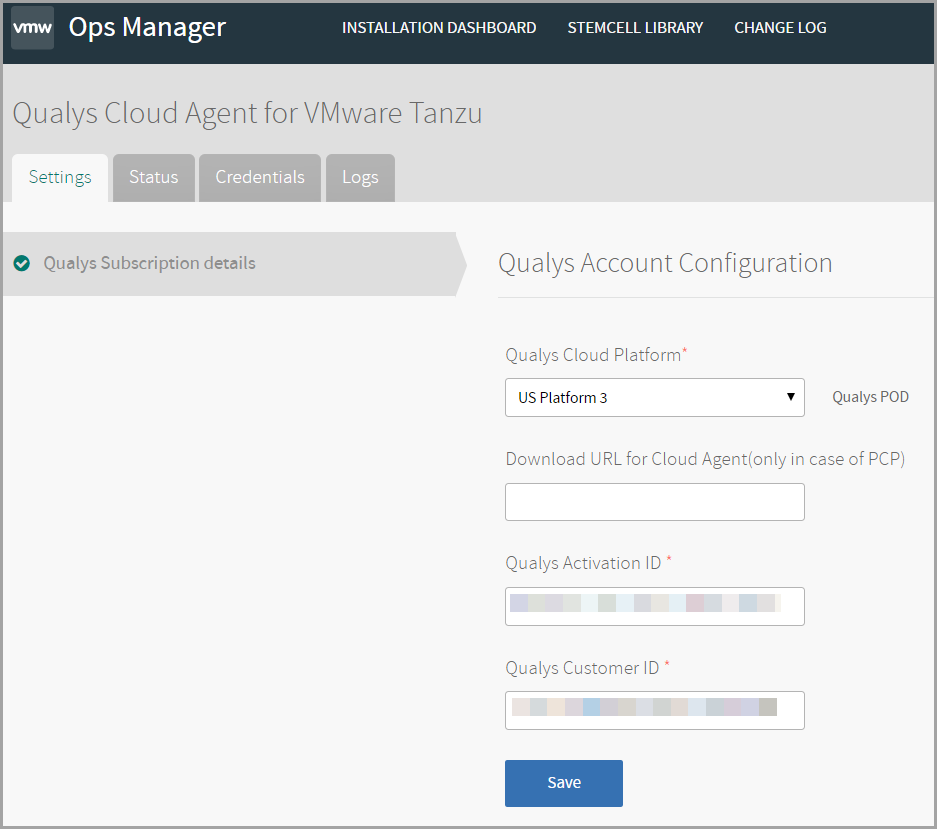 vmw Ops Manager INSTALLATION DASHBOARD STEMCELL LIBRARY CHANGE LOG
Qualys Cloud Agent for VMware Tanzu
Settings Status Credentials Logs
Qualys Subscription details
Qualys Account Configuration
Qualys Cloud Platform*
US Platform 3 Qualys POD
Download URL for Cloud Agent(only in case of PCP)
Qualys Activation ID *
Qualys Customer ID *
Save